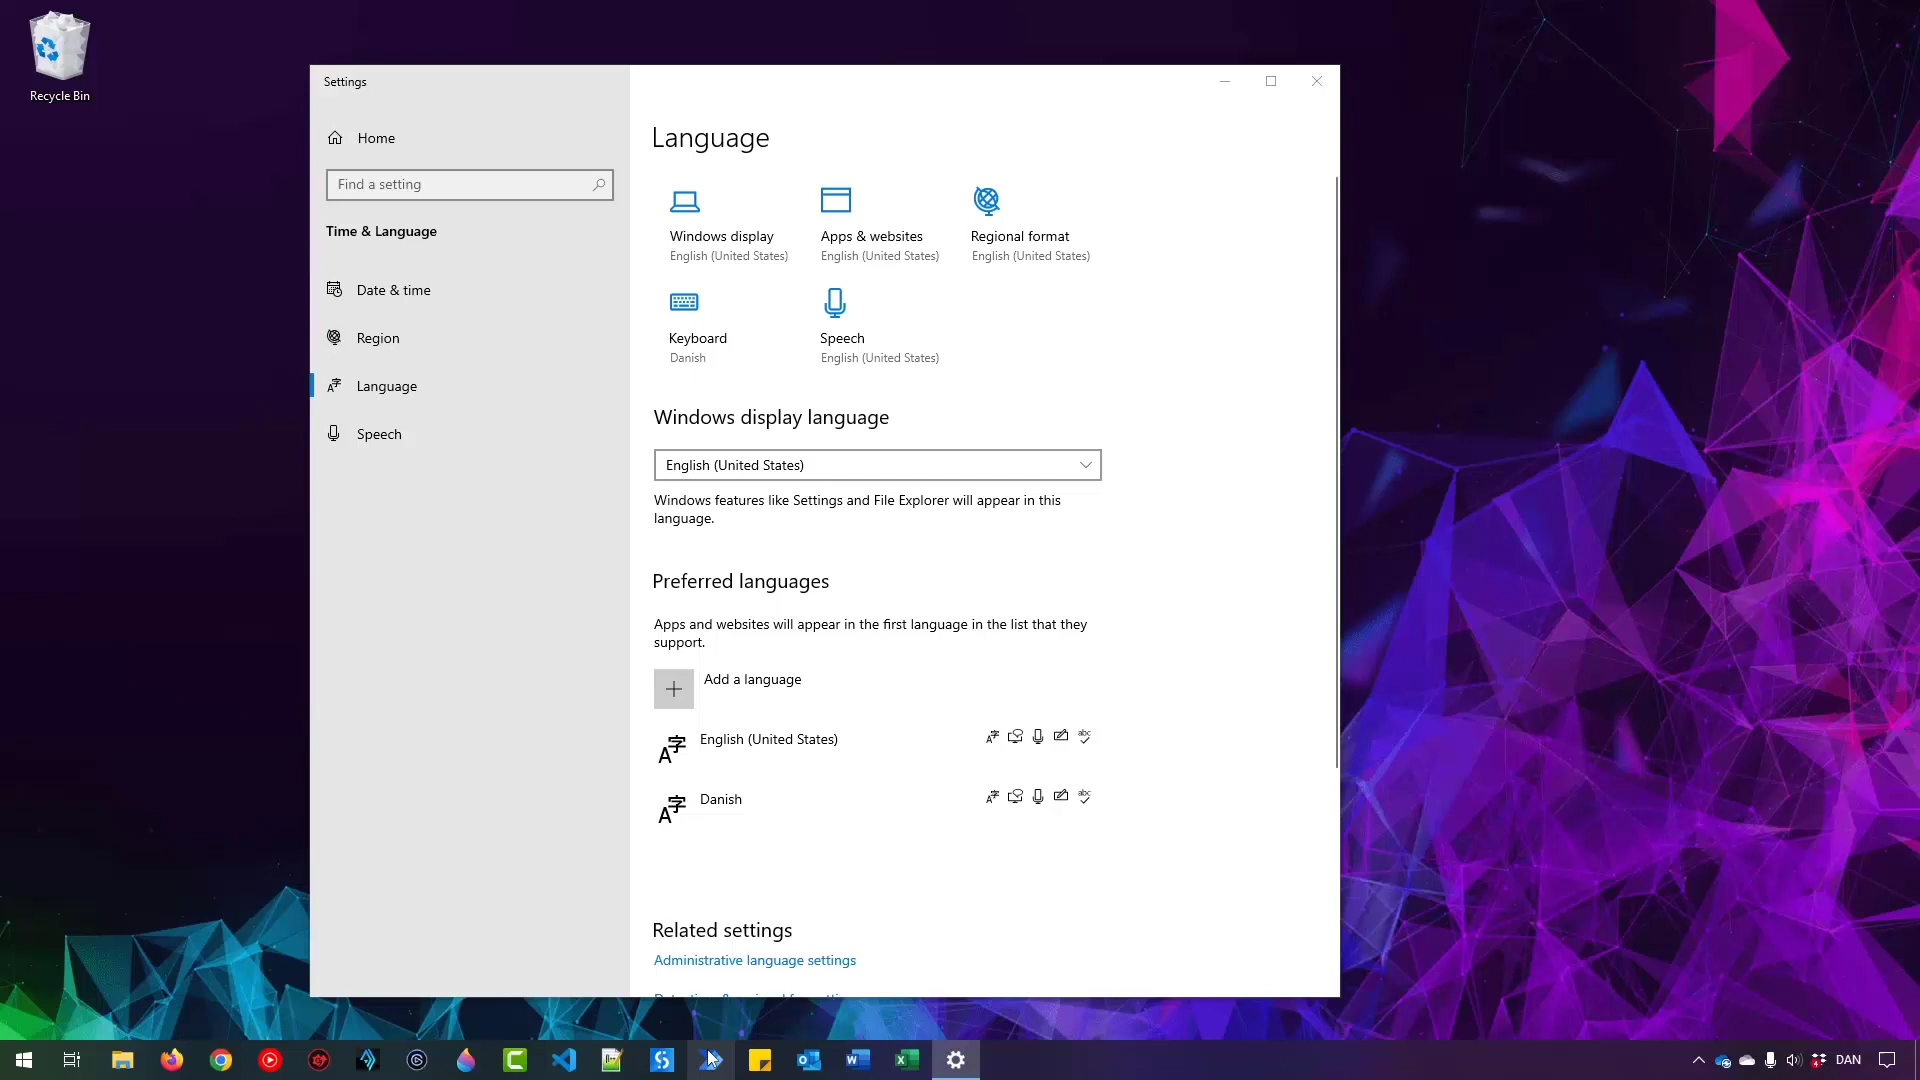 Recycle Bin
Settings
Home
Find a setting
Time & Language
Date & time
Region
Language
Speech
Language
Windows display
English (United States)
Apps & websites
English (United States)
Regional format
English (United States)
Keyboard
Danish
Speech
English (United States)
Windows display language
English (United States)
Windows features like Settings and File Explorer will appear in this
language.
Preferred languages
Apps and websites will appear in the first language in the list that they
support.
Add a language
English (United States)
Danish
Related settings
Administrative language settings
DAN